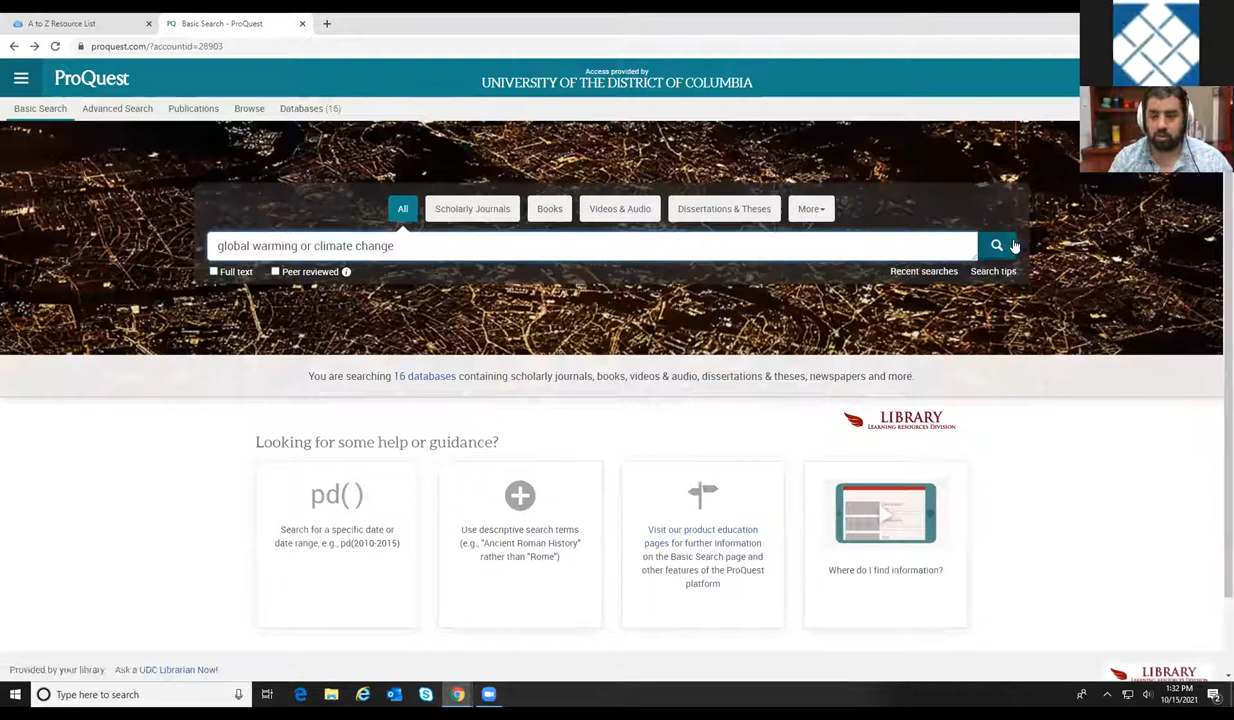 A to Z Resource List
PQ Basic Search - ProQuest
proquest.com/?accountid=28903
ProQuest
Access provided by
UNIVERSITY OF THE DISTRICT OF COLUMBIA
Basic Search Advanced Search Publications Browse Databases (16)
All Scholarly Journals Books Videos & Audio Dissertations & Theses More
global warming or climate change
Full text Peer reviewed i Recent searches Search tips
You are searching 16 databases containing scholarly journals, books, videos & audio, dissertations & theses, newspapers and more.
LIBRARY
LEARNING RESOURCES DIVISION
Looking for some help or guidance?
pd( )
Search for a specific date or
date range, e.g., pd(2010-2015)
Use descriptive search terms
(e.g., "Ancient Roman History"
rather than "Rome")
Visit our product education
pages for further information
on the Basic Search page and
other features of the ProQuest
platform
Where do I find information?
Provided by your library. Ask a UDC Librarian Now!
LIBRARY
Type here to search
1:32 PM
10/15/2021
2